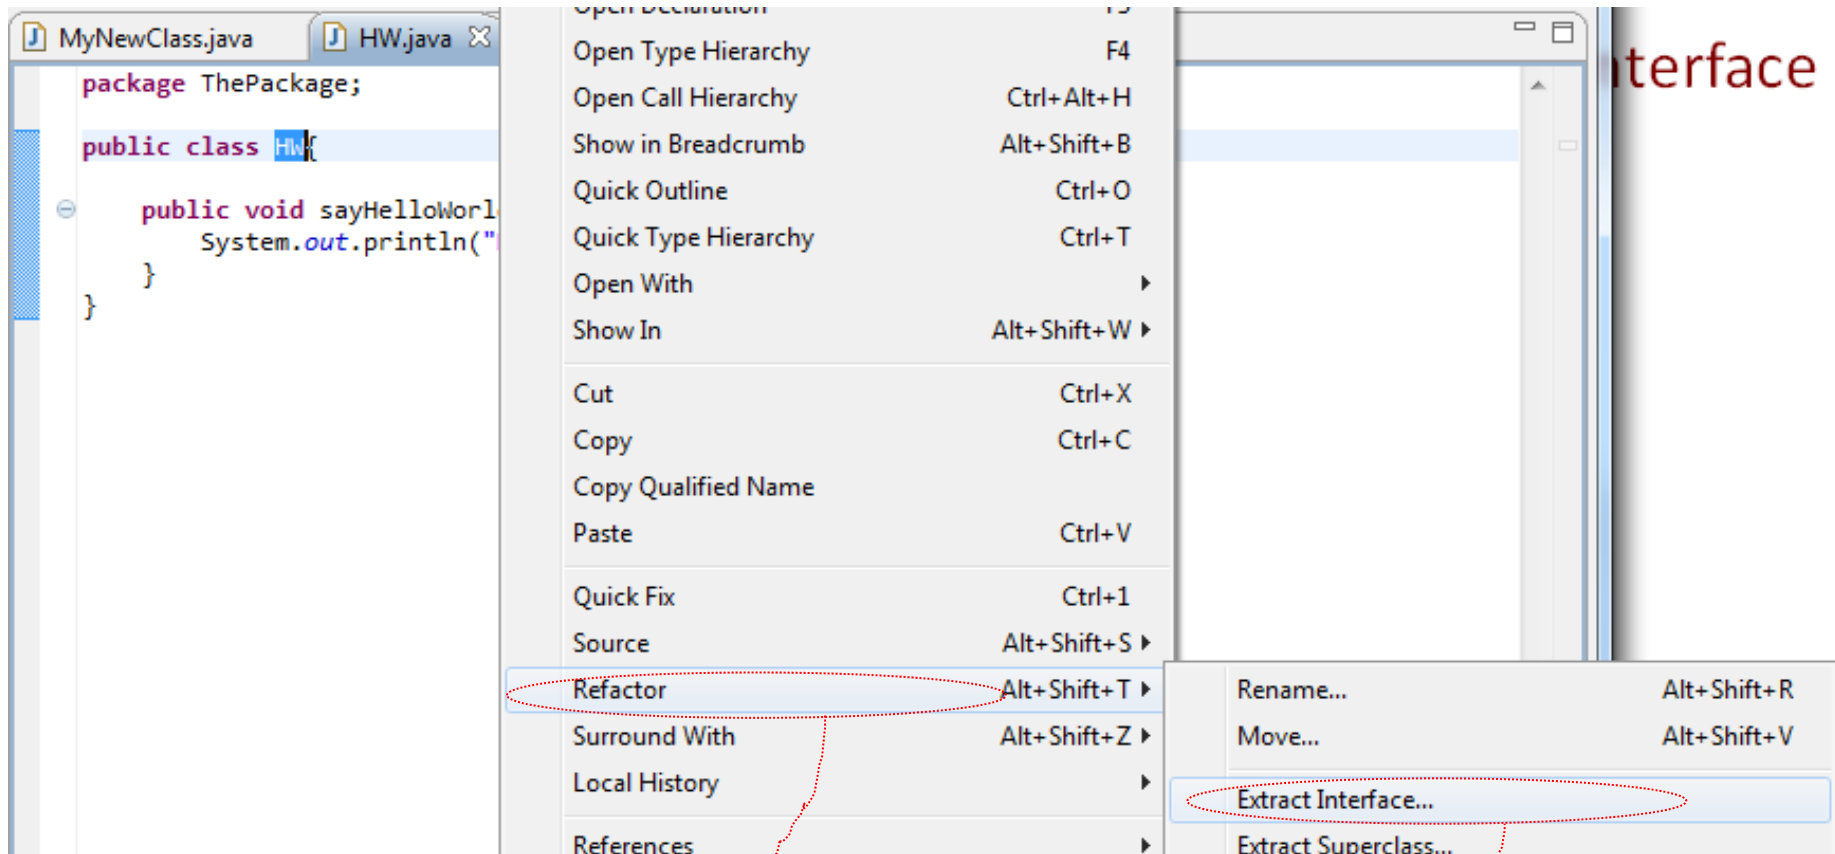 MyNewClass.java
HW.java
package ThePackage;
public class HW{
public void sayHelloWorl
System.out.println("
}
}
Open Declaration F3
Open Type Hierarchy F4
Open Call Hierarchy Ctrl+Alt+H
Show in Breadcrumb Alt+Shift+B
Quick Outline Ctrl+O
Quick Type Hierarchy Ctrl+T
Open With
Show In Alt+Shift+W
Cut Ctrl+X
Copy Ctrl+C
Copy Qualified Name
Paste Ctrl+V
Quick Fix Ctrl+1
Source Alt+Shift+S
Refactor Alt+Shift+T
Surround With Alt+Shift+Z
Local History
References
Rename... Alt+Shift+R
Move... Alt+Shift+V
Extract Interface...
Extract Superclass...
nterface